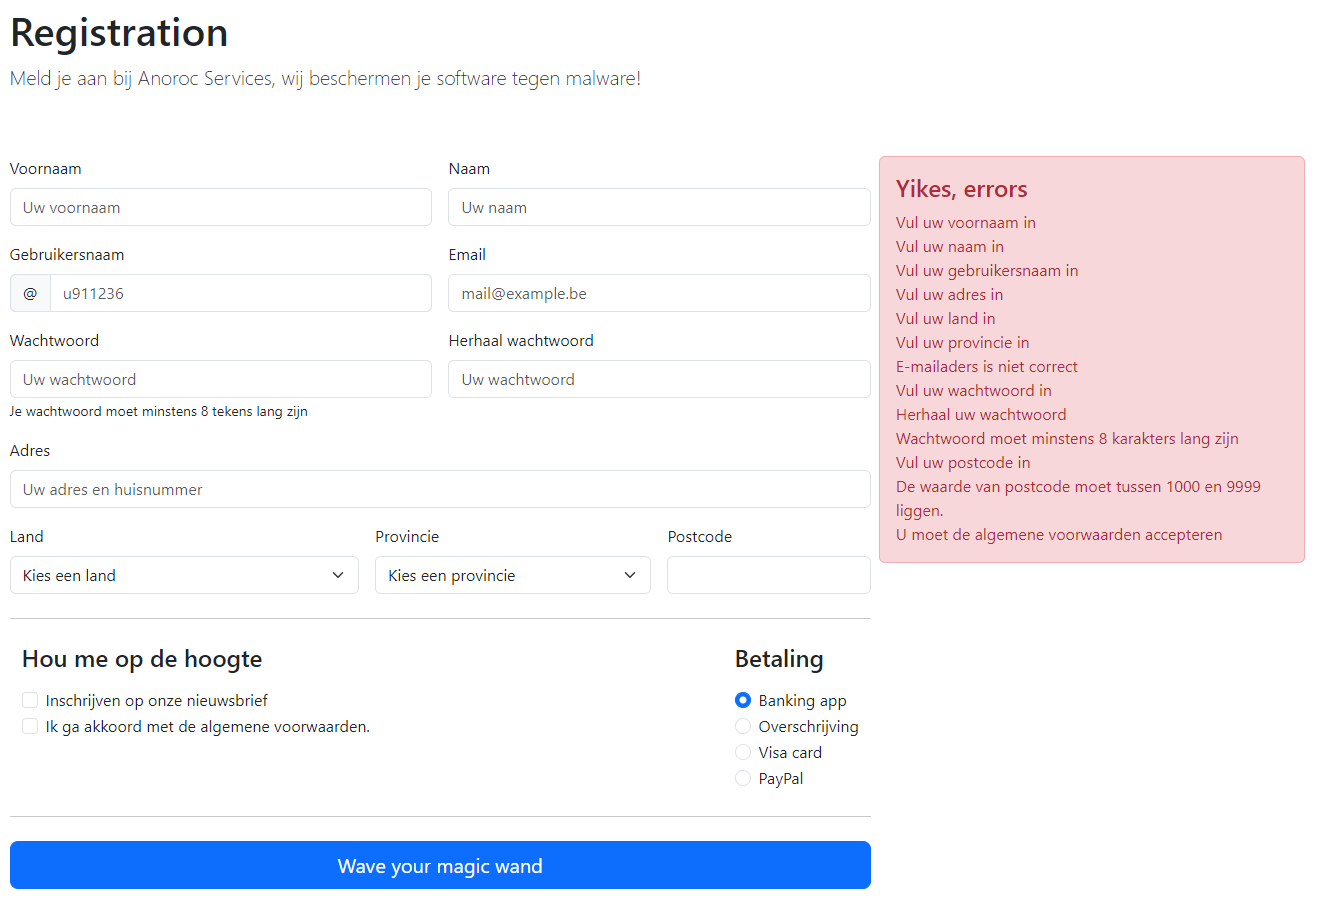 Registration
Meld je aan bij Anoroc Services, wij beschermen je software tegen malware!
Voornaam
Uw voornaam
Naam
Uw naam
Gebruikersnaam
@ u911236
Email
mail@example.be
Wachtwoord
Uw wachtwoord
Je wachtwoord moet minstens 8 tekens lang zijn
Herhaal wachtwoord
Uw wachtwoord
Adres
Uw adres en huisnummer
Land
Kies een land
Provincie
Kies een provincie
Postcode
Hou me op de hoogte
Inschrijven op onze nieuwsbrief
Ik ga akkoord met de algemene voorwaarden.
Betaling
Banking app
Overschrijving
Visa card
PayPal
Wave your magic wand
Yikes, errors
Vul uw voornaam in
Vul uw naam in
Vul uw gebruikersnaam in
Vul uw adres in
Vul uw land in
Vul uw provincie in
E-mailaders is niet correct
Vul uw wachtwoord in
Herhaal uw wachtwoord
Wachtwoord moet minstens 8 karakters lang zijn
Vul uw postcode in
De waarde van postcode moet tussen 1000 en 9999
liggen.
U moet de algemene voorwaarden accepteren